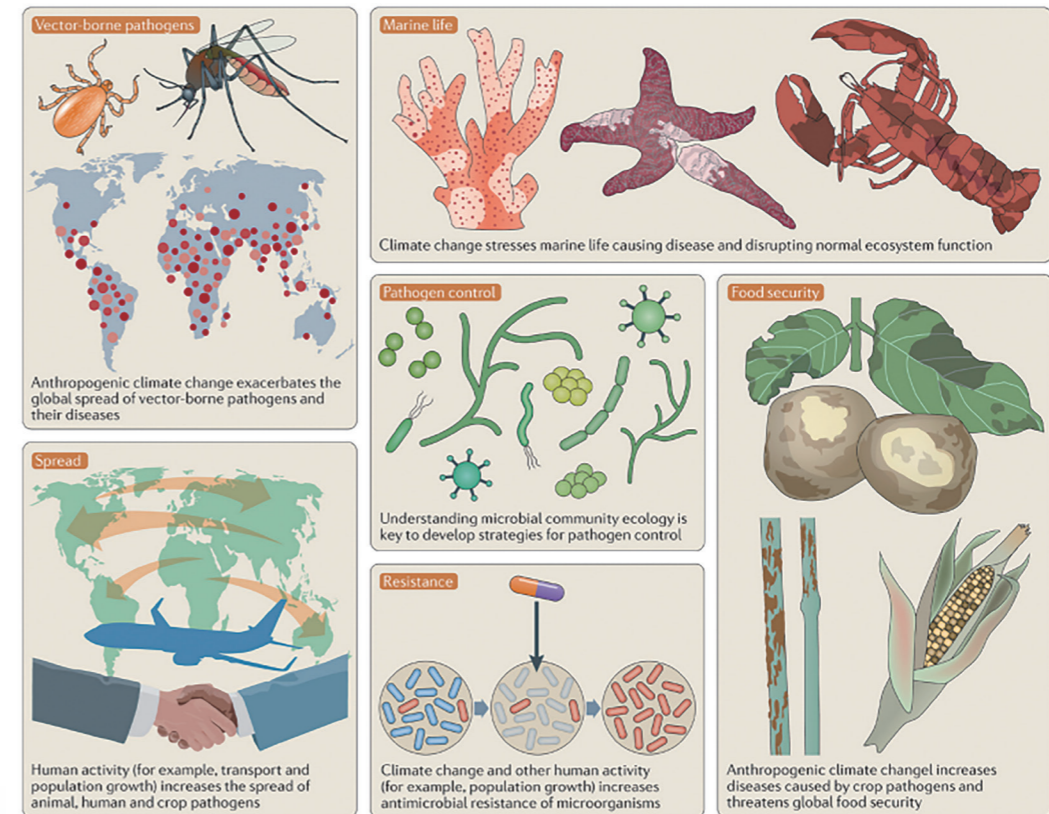 Vector-borne pathogens
Anthropogenic climate change exacerbates the
global spread of vector-borne pathogens and
their diseases
Marine life
Climate change stresses marine life causing disease and disrupting normal ecosystem function
Pathogen control
Understanding microbial community ecology is
key to develop strategies for pathogen control
Food security
Anthropogenic climate changel increases
diseases caused by crop pathogens and
threatens global food security
Spread
Human activity (for example, transport and
population growth) increases the spread of
animal, human and crop pathogens
Resistance
Climate change and other human activity
(for example, population growth) increases
antimicrobial resistance of microorganisms